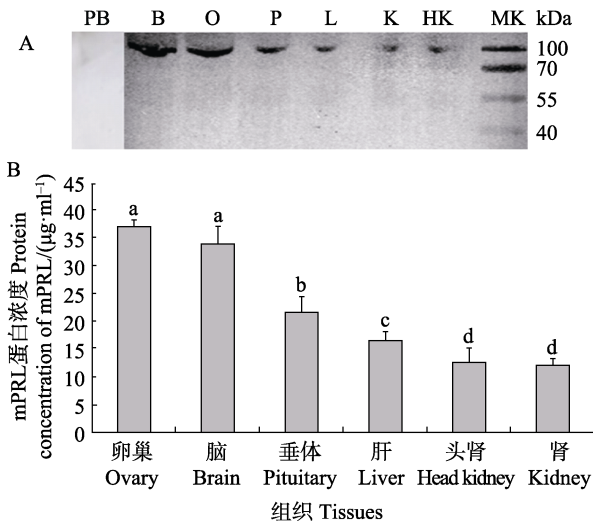 PB B O P L K HK MK kDa
A
100
70
55
40
B
mPRL蛋白浓度 Protein
concentration of mPRL/(μg·ml⁻¹)
45
40
35
30
25
20
15
10
5
0
a a b c d d
卵巢 脑 垂体 肝 头肾 肾
Ovary Brain Pituitary Liver Head kidney Kidney
组织 Tissues